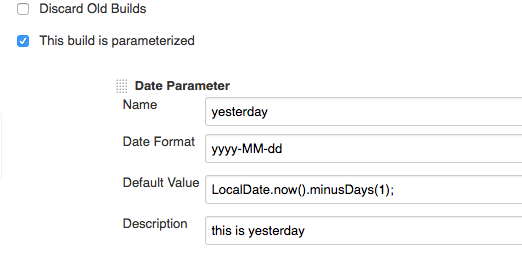 Discard Old Builds
This build is parameterized
Date Parameter
Name
yesterday
Date Format
yyyy-MM-dd
Default Value
LocalDate.now().minusDays(1);
Description
this is yesterday